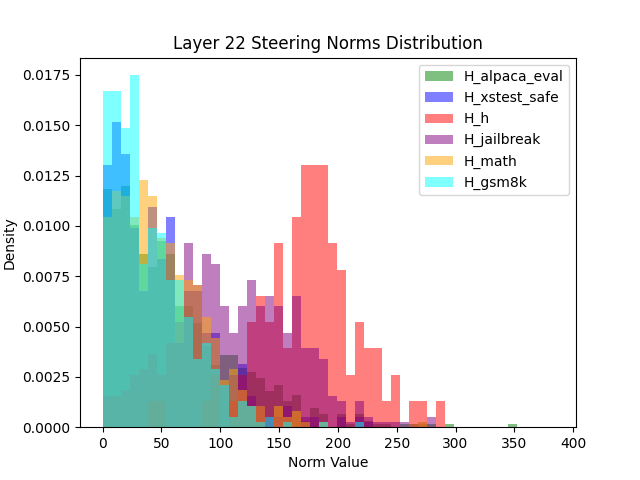 Layer 22 Steering Norms Distribution
H_alpaca_eval
H_xstest_safe
H_h
H_jailbreak
H_math
H_gsm8k
Density
0.0175
0.0150
0.0125
0.0100
0.0075
0.0050
0.0025
0.0000
0 50 100 150 200 250 300 350 400
Norm Value